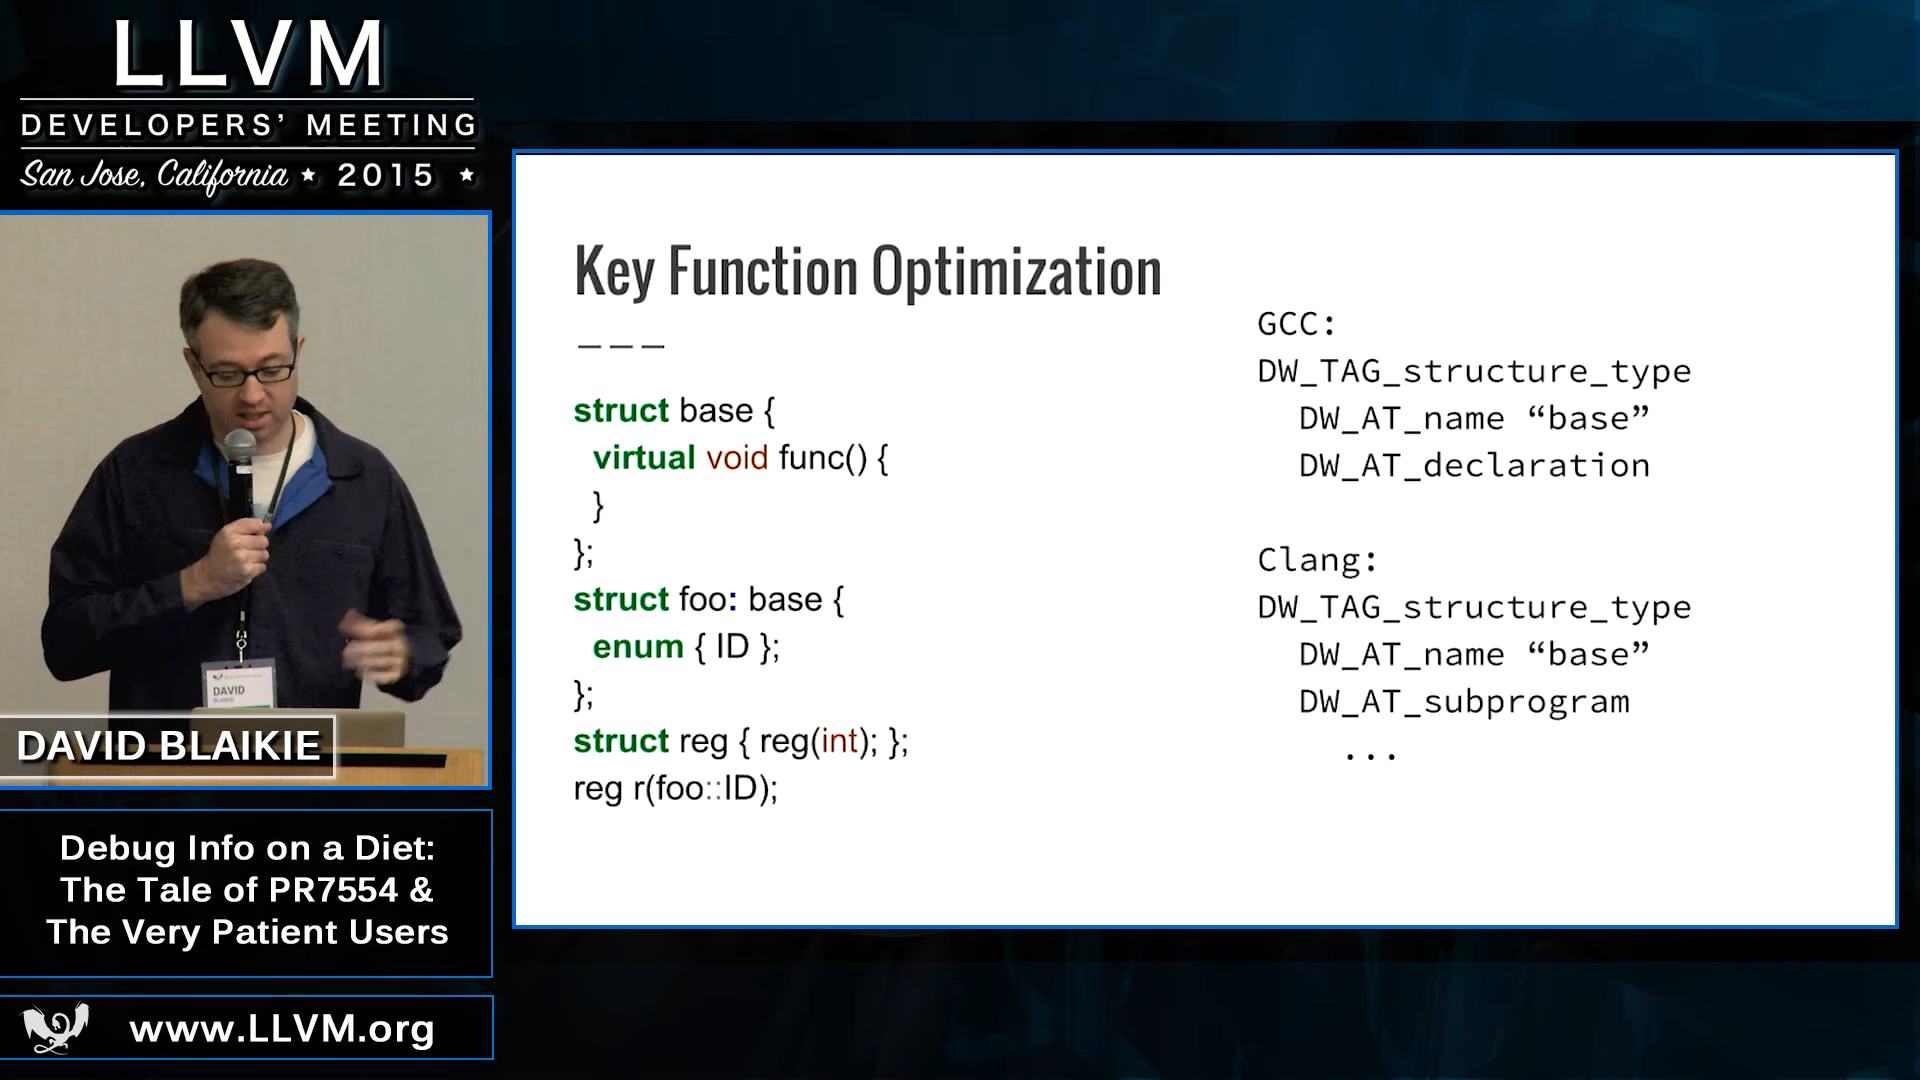 LLVM
DEVELOPERS' MEETING
San Jose, California ★ 2015 ★
DAVID
BLAIKIE
DAVID BLAIKIE
Debug Info on a Diet:
The Tale of PR7554 &
The Very Patient Users
www.LLVM.org
Key Function Optimization
struct base {
virtual void func() {
}
};
struct foo: base {
enum { ID };
};
struct reg { reg(int); };
reg r(foo::ID);
GCC:
DW_TAG_structure_type
DW_AT_name “base”
DW_AT_declaration
Clang:
DW_TAG_structure_type
DW_AT_name “base”
DW_AT_subprogram
...